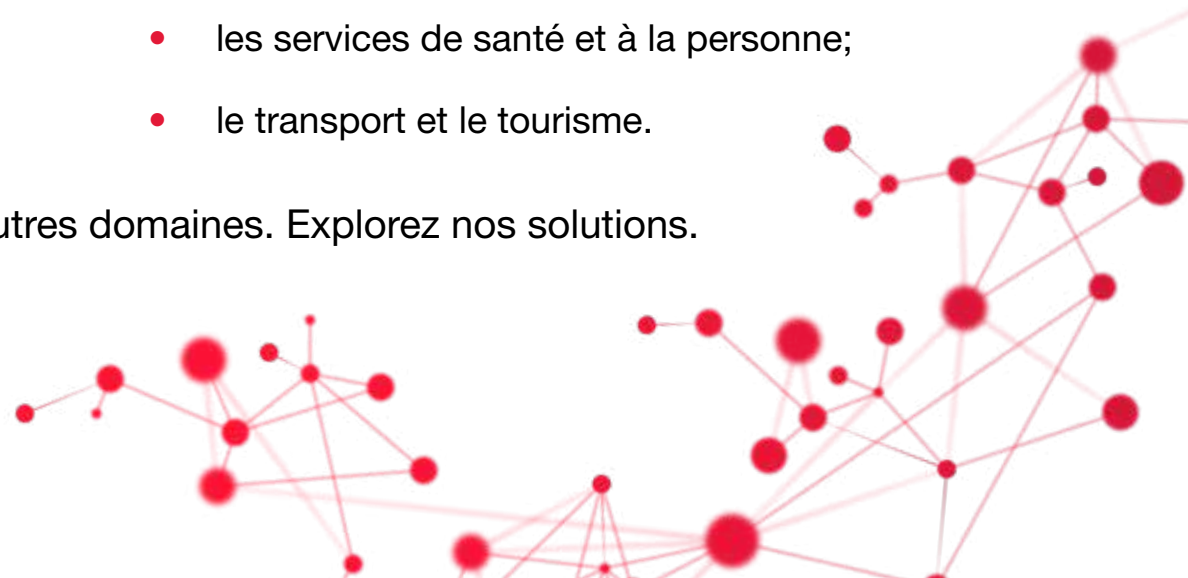 les services de santé et à la personne;
le transport et le tourisme.
utres domaines. Explorez nos solutions.